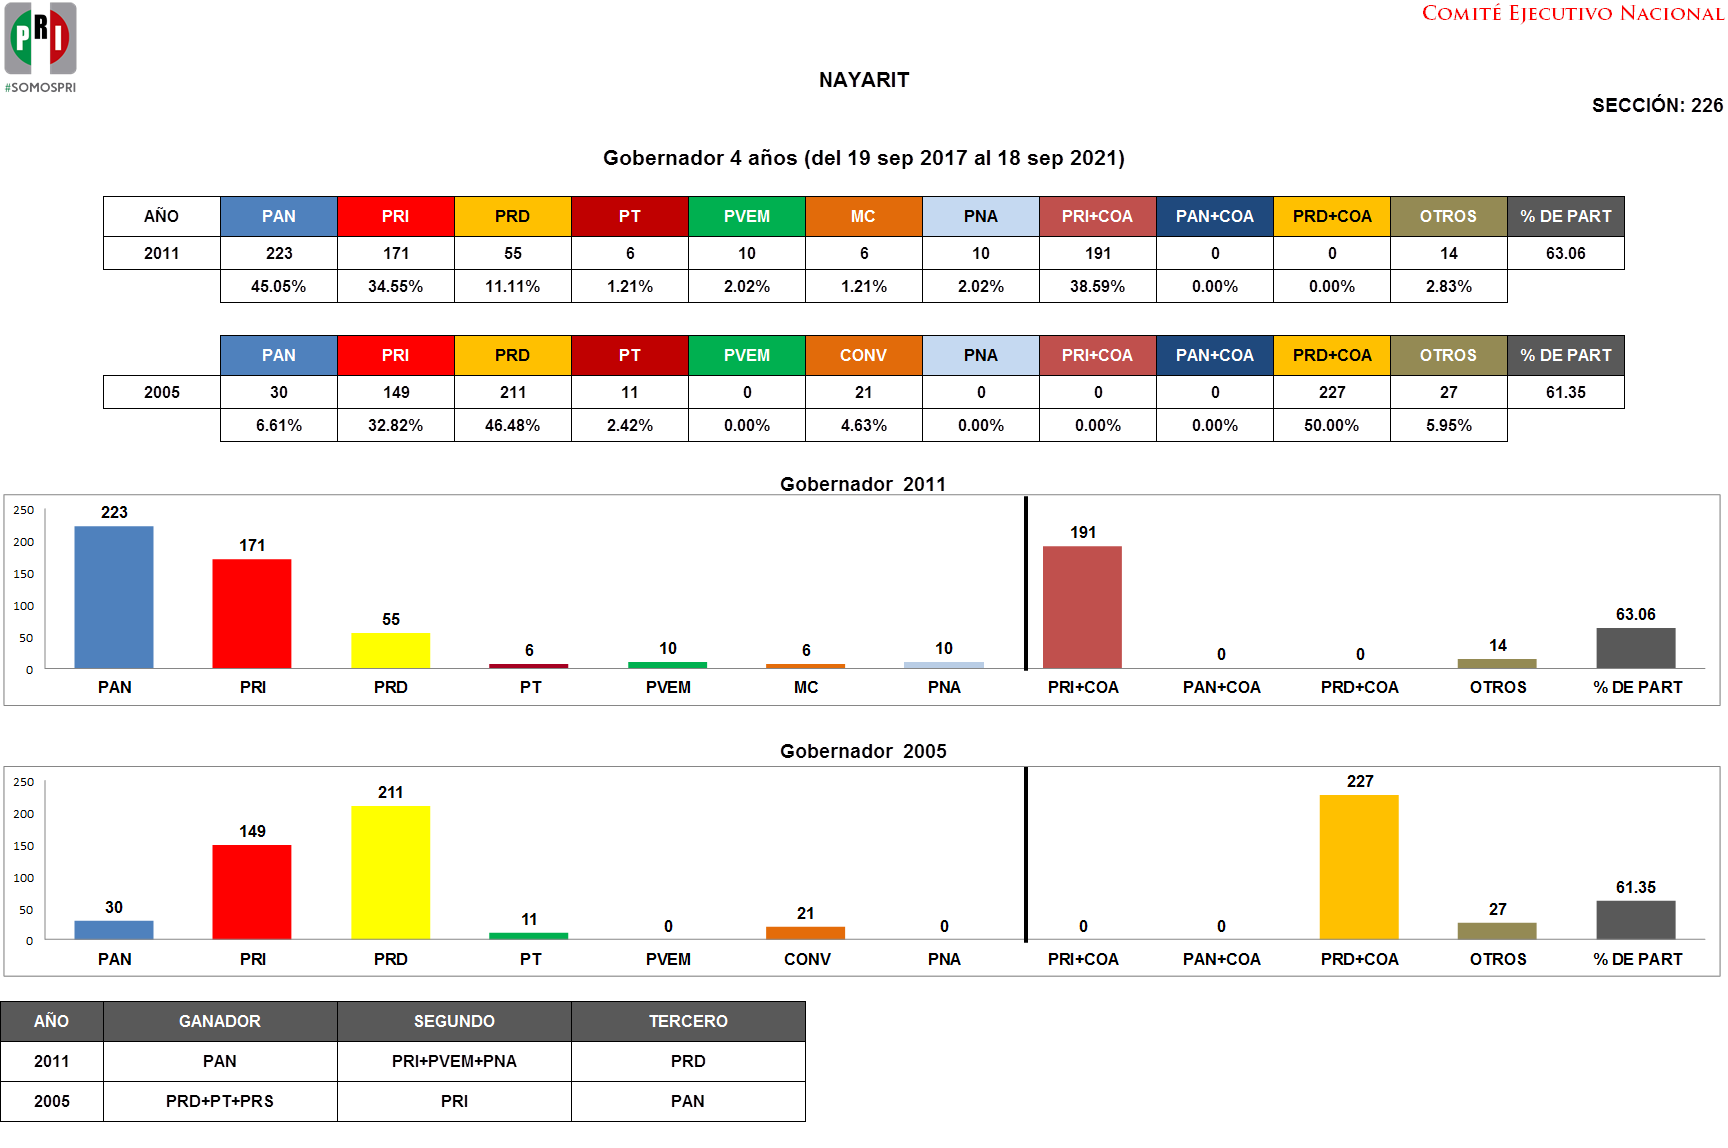 PRI
#SOMOSPRI
COMITÉ EJECUTIVO NACIONAL
NAYARIT
SECCIÓN: 226
Gobernador 4 años (del 19 sep 2017 al 18 sep 2021)
AÑO PAN PRI PRD PT PVEM MC PNA PRI+COA PAN+COA PRD+COA OTROS % DE PART
2011 223 171 55 6 10 6 10 191 0 0 14 63.06
45.05% 34.55% 11.11% 1.21% 2.02% 1.21% 2.02% 38.59% 0.00% 0.00% 2.83%
PAN PRI PRD PT PVEM CONV PNA PRI+COA PAN+COA PRD+COA OTROS % DE PART
2005 30 149 211 11 0 21 0 0 0 227 27 61.35
6.61% 32.82% 46.48% 2.42% 0.00% 4.63% 0.00% 0.00% 0.00% 50.00% 5.95%
Gobernador 2011
250
200
150
100
50
0
223 171 55 6 10 6 10 191 0 0 14 63.06
PAN PRI PRD PT PVEM MC PNA PRI+COA PAN+COA PRD+COA OTROS % DE PART
Gobernador 2005
250
200
150
100
50
0
30 149 211 11 0 21 0 0 0 227 27 61.35
PAN PRI PRD PT PVEM CONV PNA PRI+COA PAN+COA PRD+COA OTROS % DE PART
AÑO GANADOR SEGUNDO TERCERO
2011 PAN PRI+PVEM+PNA PRD
2005 PRD+PT+PRS PRI PAN